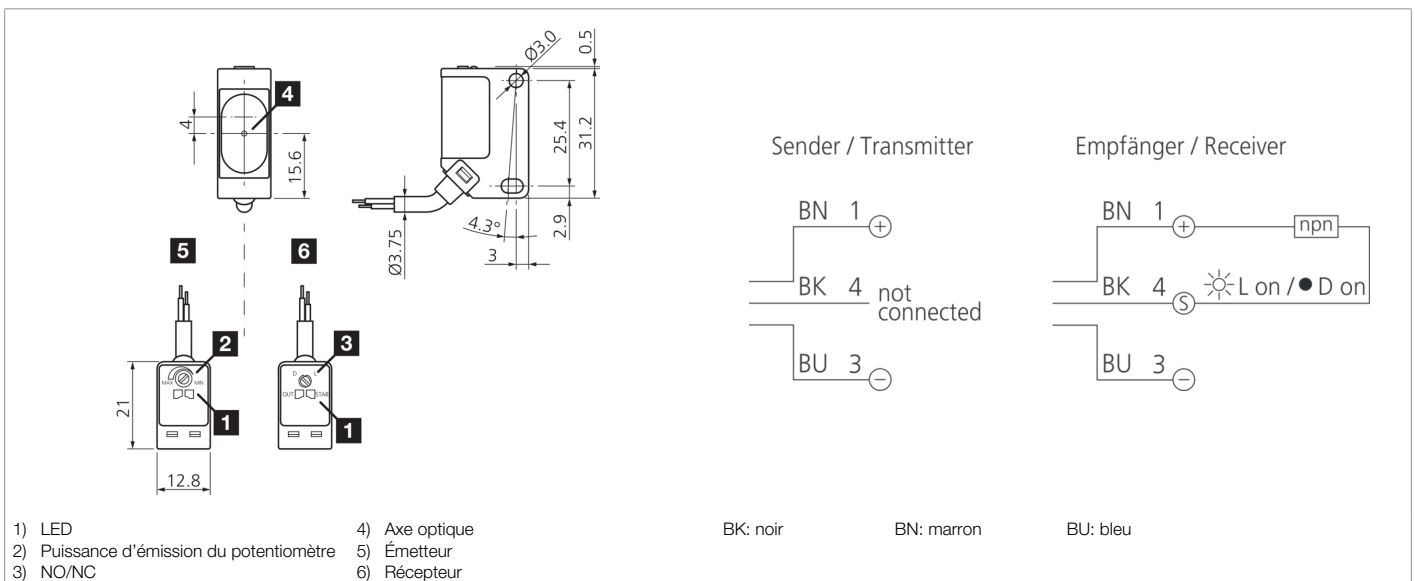 Ø3.0
0.5
4
15.6
25.4
31.2
2.9
4.3°
3
Ø3.75
4
5
6
2
3
MAX
MIN
D
L
OUT
STAB
1
1
21
12.8
Sender / Transmitter
BN 1 +
BK 4 not connected
BU 3 −
Empfänger / Receiver
BN 1 + npn
BK 4 S L on / D on
BU 3 −
1) LED
2) Puissance d’émission du potentiomètre
3) NO/NC
4) Axe optique
5) Émetteur
6) Récepteur
BK: noir
BN: marron
BU: bleu